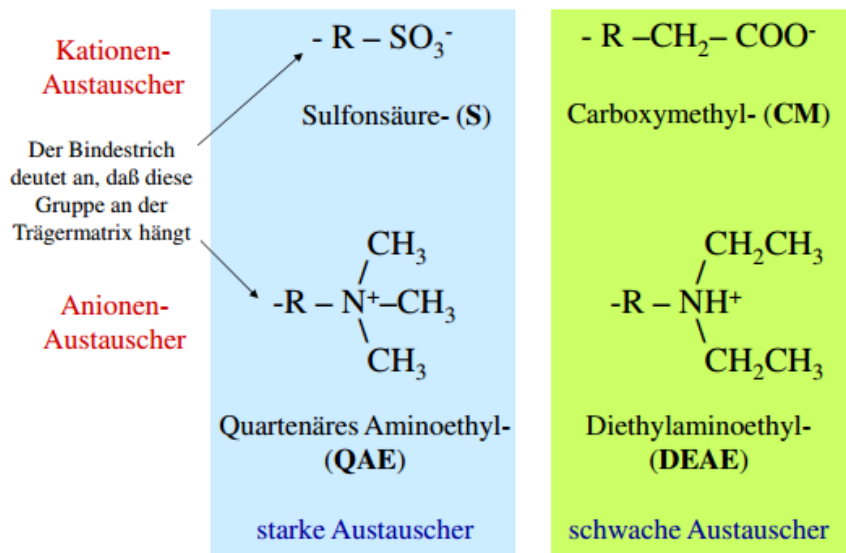 Kationen-
Austauscher
- R – SO₃⁻
Sulfonsäure- (S)
- R –CH₂– COO⁻
Carboxymethyl- (CM)
Der Bindestrich
deutet an, daß diese
Gruppe an der
Trägermatrix hängt
Anionen-
Austauscher
CH₃
-R – N⁺–CH₃
CH₃
Quartenäres Aminoethyl-
(QAE)
CH₂CH₃
-R – NH⁺
CH₂CH₃
Diethylaminoethyl-
(DEAE)
starke Austauscher
schwache Austauscher